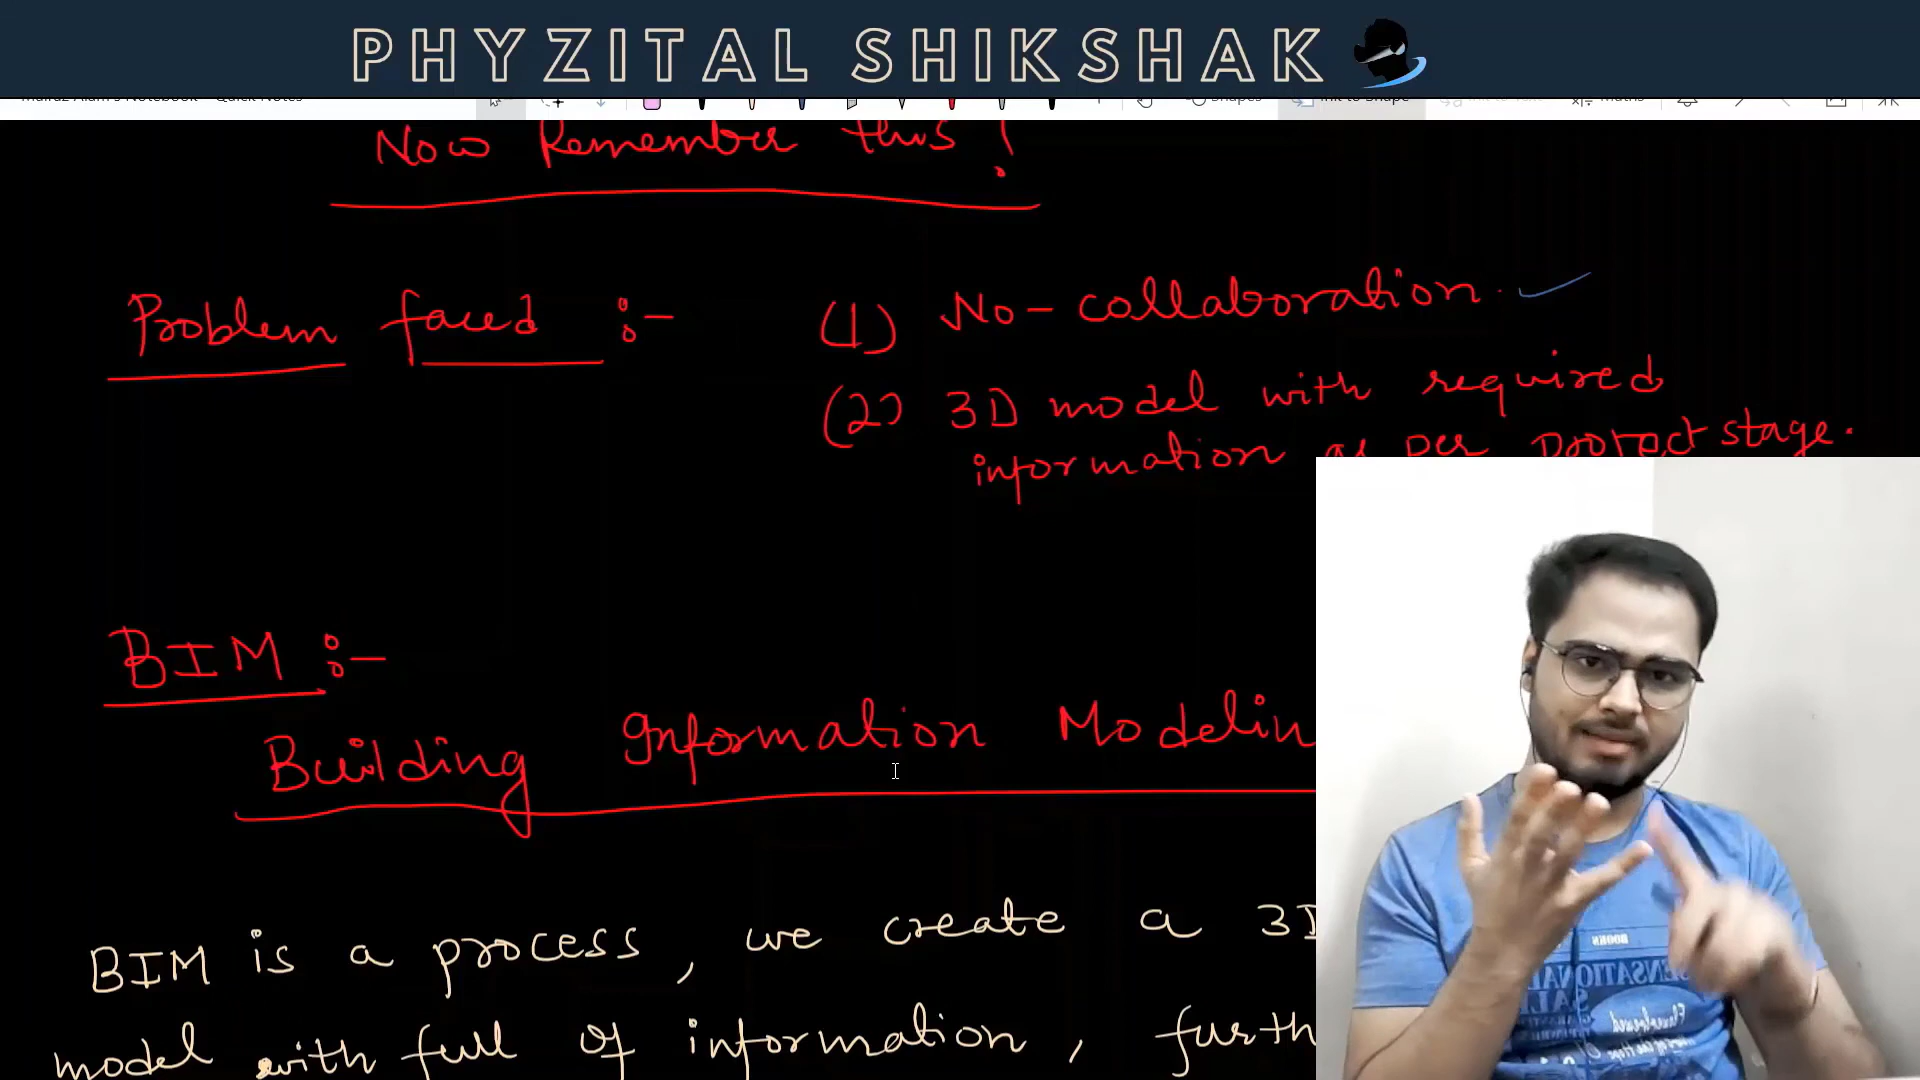 PHYZITAL SHIKSHAK
Now Remember this!
Problem faced :-
(1) No-collaboration.
(2) 3D model with required
information as per project stage.
BIM :-
Building Information Modelin
BIM is a process, we create a 3D
model with full of information, furth
SENSATIONAL